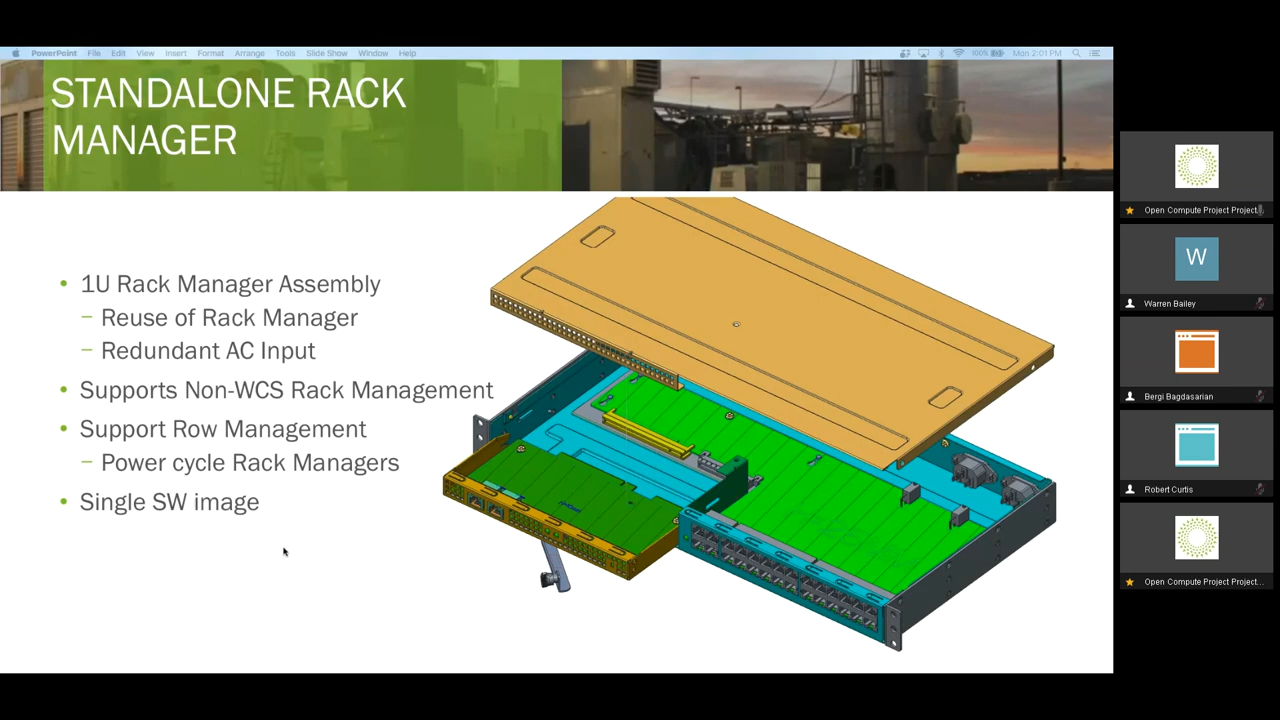 PowerPoint File Edit View Insert Format Arrange Tools Slide Show Window Help 100% Mon 2:01 PM
STANDALONE RACK
MANAGER
• 1U Rack Manager Assembly
– Reuse of Rack Manager
– Redundant AC Input
• Supports Non-WCS Rack Management
• Support Row Management
– Power cycle Rack Managers
• Single SW image
Open Compute Project Project
W
Warren Bailey
Bergi Bagdasarian
Robert Curtis
Open Compute Project Project...